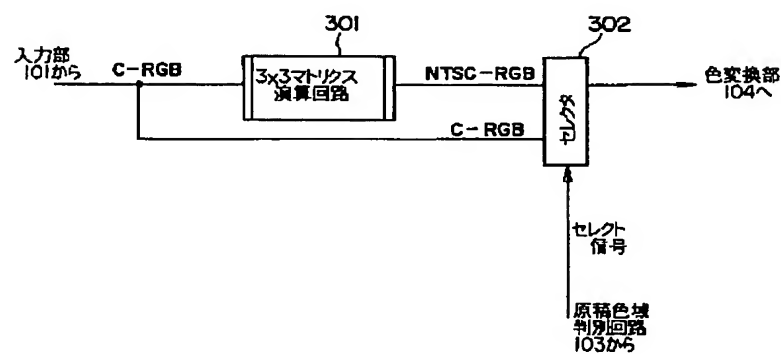 301
302
入力部
101から
C-RGB
3×3マトリクス
演算回路
NTSC-RGB
C-RGB
セレクタ
色変換部
104へ
セレクト
信号
原稿色域
判別回路
103から